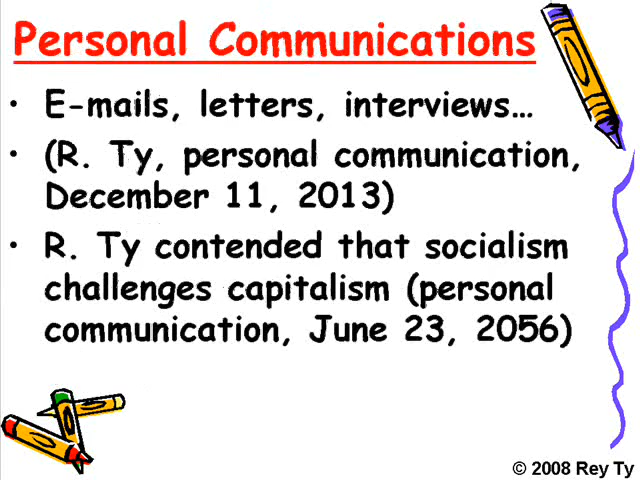 Personal Communications
• E-mails, letters, interviews…
• (R. Ty, personal communication,
December 11, 2013)
• R. Ty contended that socialism
challenges capitalism (personal
communication, June 23, 2056)
© 2008 Rey Ty